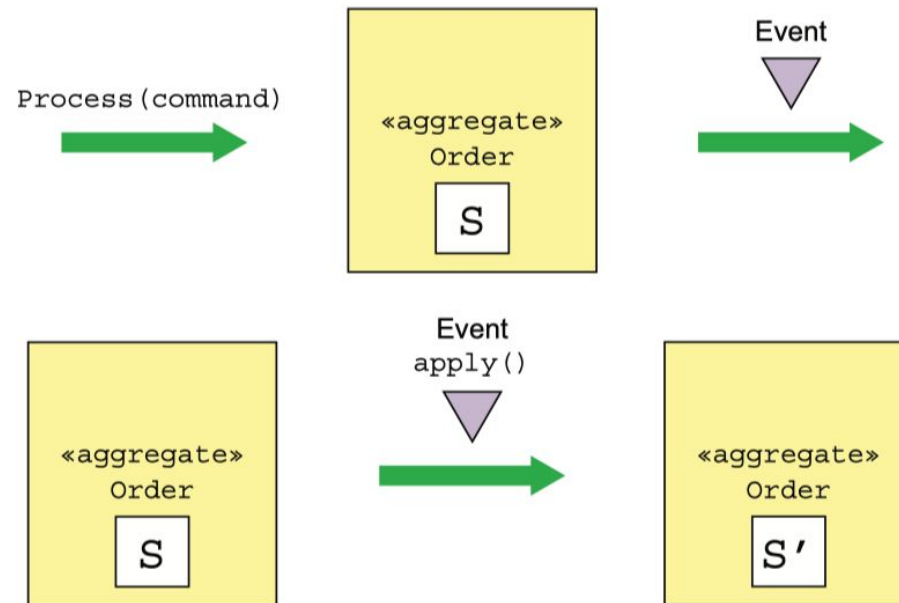 Event
Process(command)
«aggregate»
Order
S
Event
apply()
«aggregate»
Order
S
«aggregate»
Order
S′